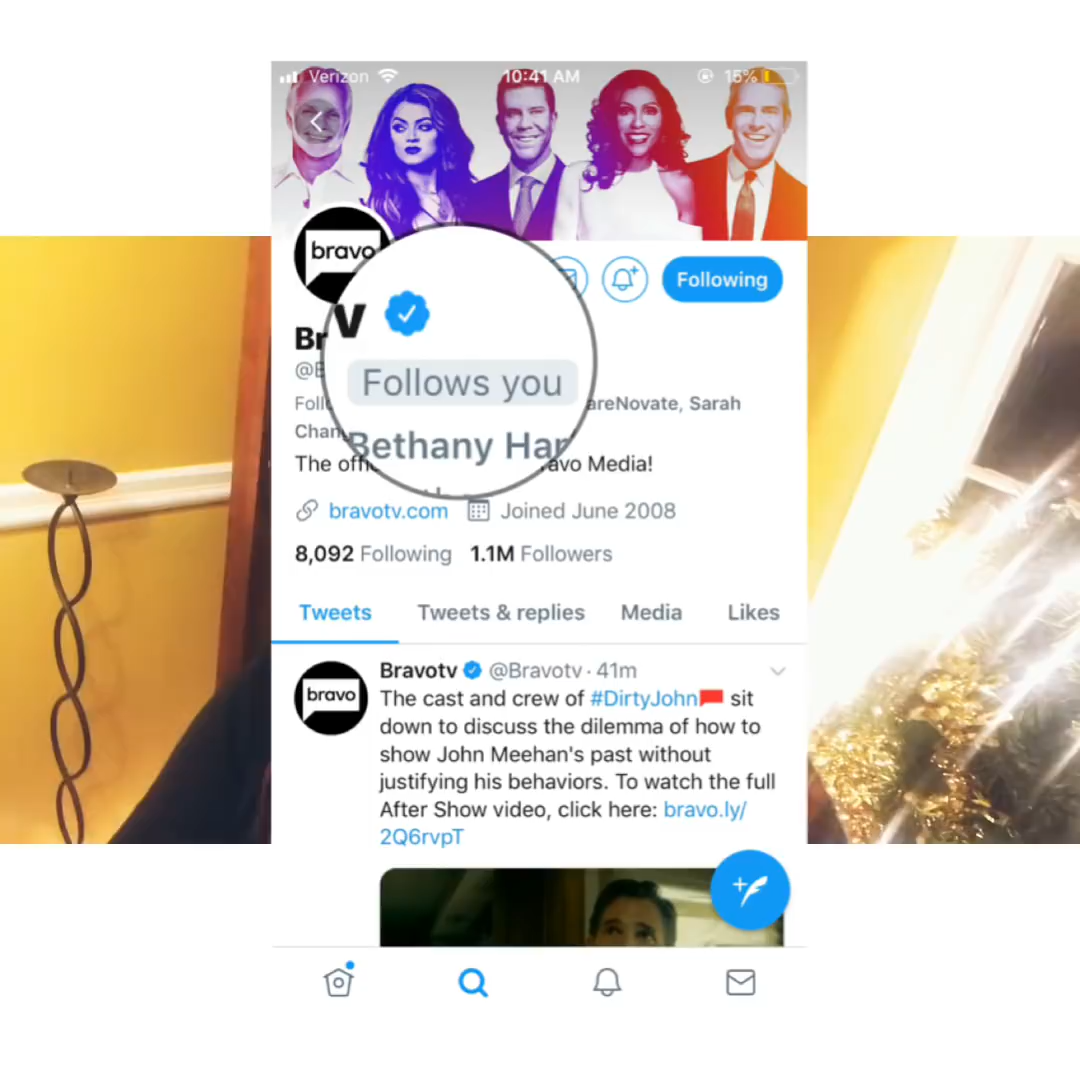 Verizon 10:41 AM 15%
bravo
Following
V
Follows you
areNovate, Sarah
Bethany Har
The avo Media!
bravotv.com Joined June 2008
8,092 Following 1.1M Followers
Tweets Tweets & replies Media Likes
Bravotv @Bravotv · 41m
bravo
The cast and crew of #DirtyJohn sit
down to discuss the dilemma of how to
show John Meehan's past without
justifying his behaviors. To watch the full
After Show video, click here: bravo.ly/
2Q6rvpT